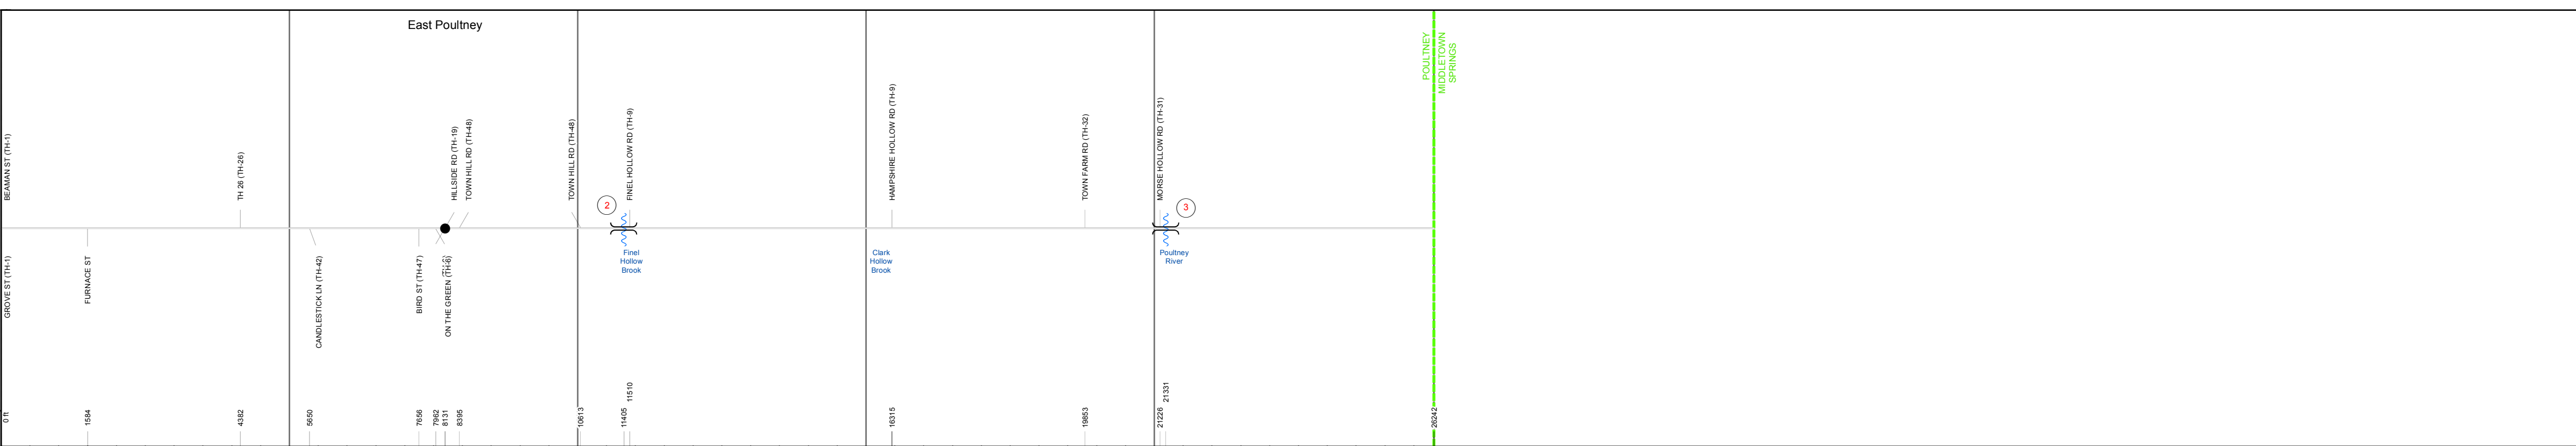 East Poultney
POULTNEY
MIDDLETOWN
SPRINGS
BEAMAN ST (TH-1)
TH 26 (TH-26)
HILLSIDE RD (TH-19)
TOWN HILL RD (TH-48)
TOWN HILL RD (TH-48)
FINEL HOLLOW RD (TH-9)
HAMPSHIRE HOLLOW RD (TH-9)
TOWN FARM RD (TH-32)
MORSE HOLLOW RD (TH-31)
2
3
GROVE ST (TH-1)
FURNACE ST
CANDLESTICK LN (TH-42)
BIRD ST (TH-47)
ON THE GREEN (TH-6)
Finel
Hollow
Brook
Clark
Hollow
Brook
Poultney
River
0 ft
1584
4382
5650
7656
7962
8131
8395
10613
11405
11510
16315
19853
21226
21331
26242